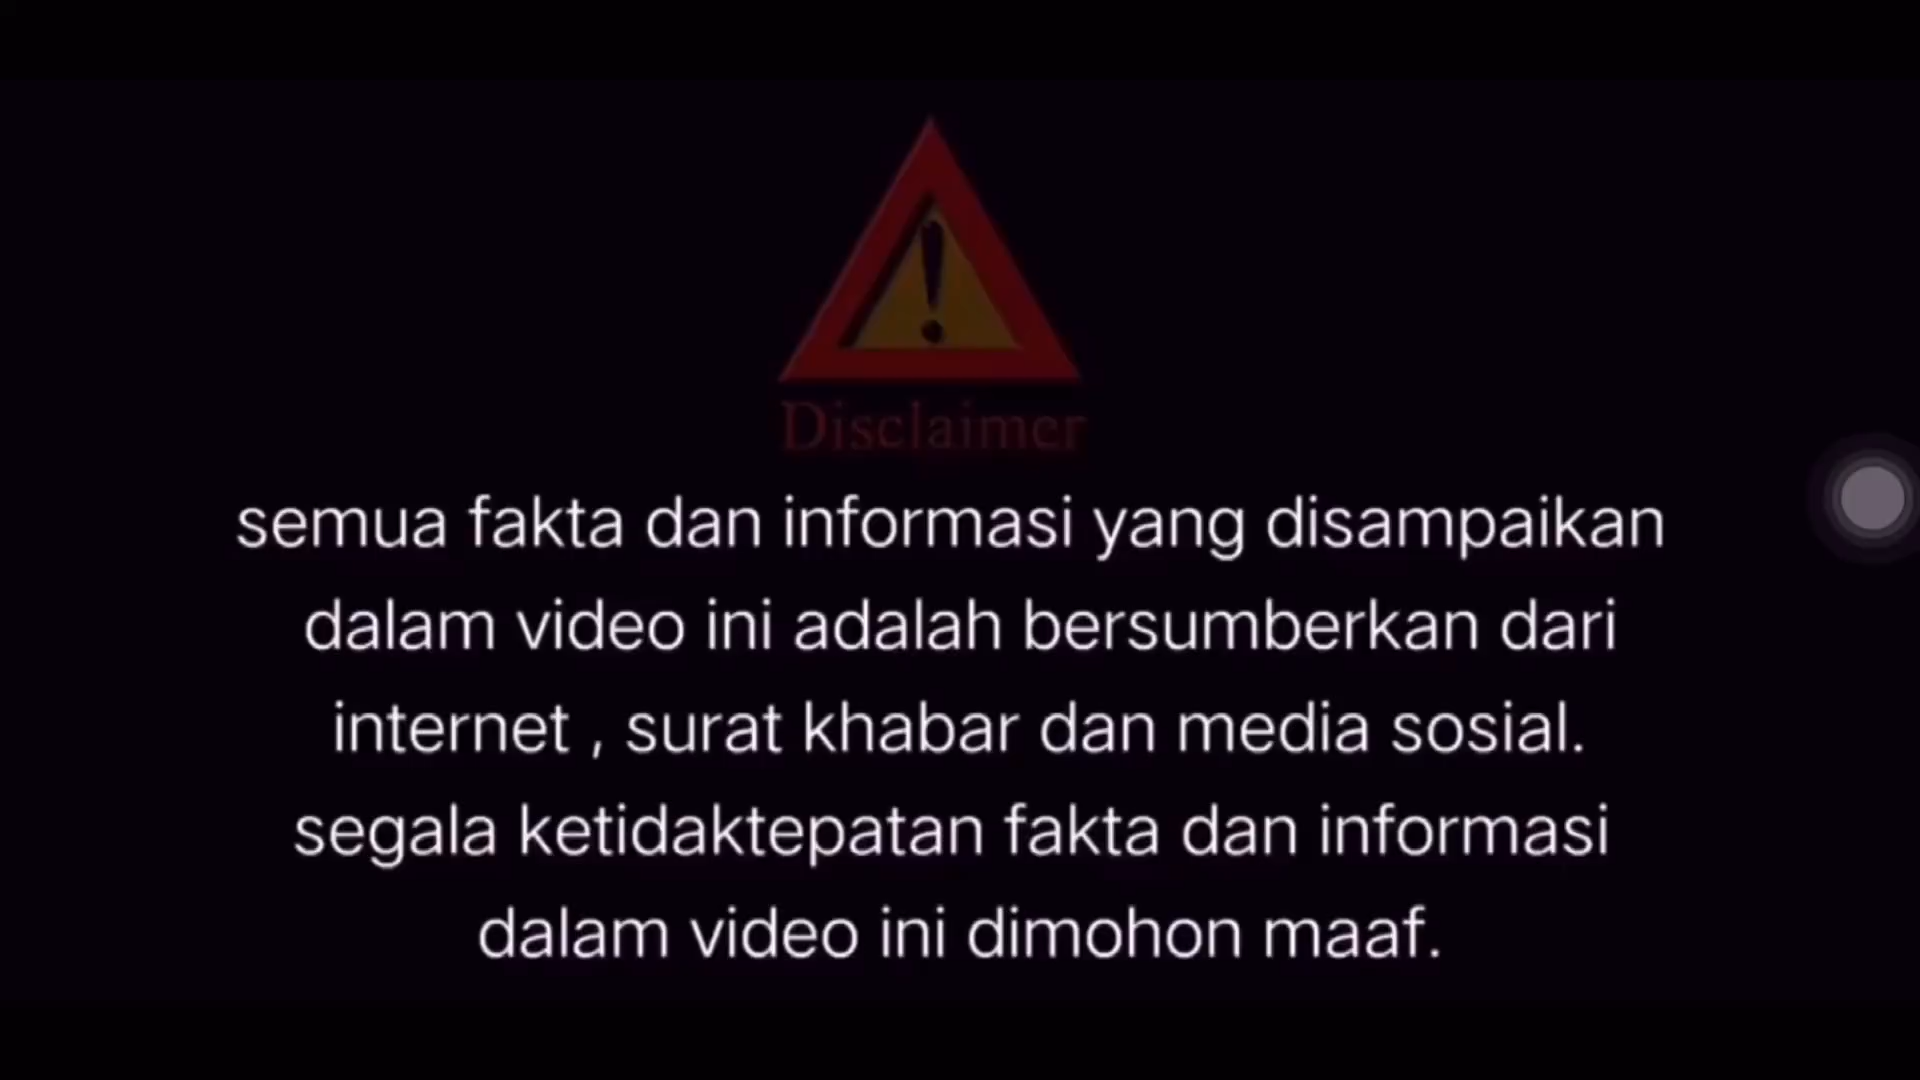 Disclaimer
semua fakta dan informasi yang disampaikan
dalam video ini adalah bersumberkan dari
internet , surat khabar dan media sosial.
segala ketidaktepatan fakta dan informasi
dalam video ini dimohon maaf.